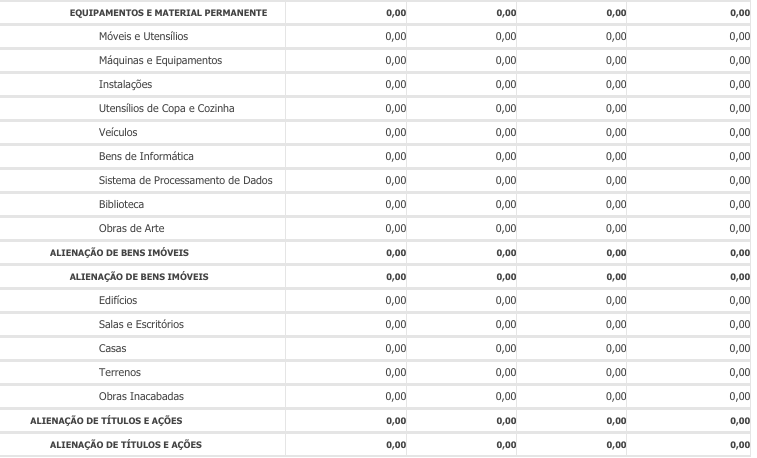 EQUIPAMENTOS E MATERIAL PERMANENTE 0,00 0,00 0,00 0,00
Móveis e Utensílios 0,00 0,00 0,00 0,00
Máquinas e Equipamentos 0,00 0,00 0,00 0,00
Instalações 0,00 0,00 0,00 0,00
Utensílios de Copa e Cozinha 0,00 0,00 0,00 0,00
Veículos 0,00 0,00 0,00 0,00
Bens de Informática 0,00 0,00 0,00 0,00
Sistema de Processamento de Dados 0,00 0,00 0,00 0,00
Biblioteca 0,00 0,00 0,00 0,00
Obras de Arte 0,00 0,00 0,00 0,00
ALIENAÇÃO DE BENS IMÓVEIS 0,00 0,00 0,00 0,00
ALIENAÇÃO DE BENS IMÓVEIS 0,00 0,00 0,00 0,00
Edifícios 0,00 0,00 0,00 0,00
Salas e Escritórios 0,00 0,00 0,00 0,00
Casas 0,00 0,00 0,00 0,00
Terrenos 0,00 0,00 0,00 0,00
Obras Inacabadas 0,00 0,00 0,00 0,00
ALIENAÇÃO DE TÍTULOS E AÇÕES 0,00 0,00 0,00 0,00
ALIENAÇÃO DE TÍTULOS E AÇÕES 0,00 0,00 0,00 0,00